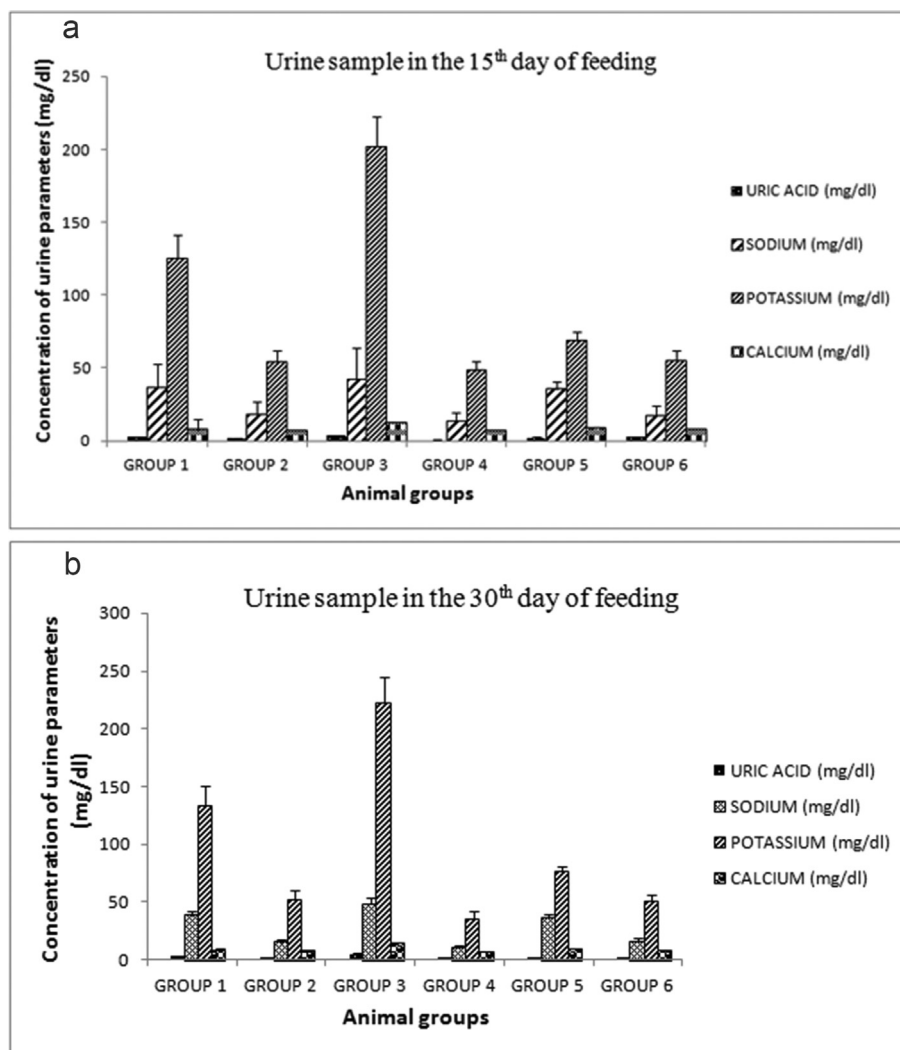 a
Urine sample in the 15th day of feeding
Concentration of urine parameters (mg/dl)
250
200
150
100
50
0
GROUP 1 GROUP 2 GROUP 3 GROUP 4 GROUP 5 GROUP 6
Animal groups
URIC ACID (mg/dl)
SODIUM (mg/dl)
POTASSIUM (mg/dl)
CALCIUM (mg/dl)
b
Urine sample in the 30th day of feeding
Concentration of urine parameters
(mg/dl)
300
250
200
150
100
50
0
GROUP 1 GROUP 2 GROUP 3 GROUP 4 GROUP 5 GROUP 6
Animal groups
URIC ACID (mg/dl)
SODIUM (mg/dl)
POTASSIUM (mg/dl)
CALCIUM (mg/dl)